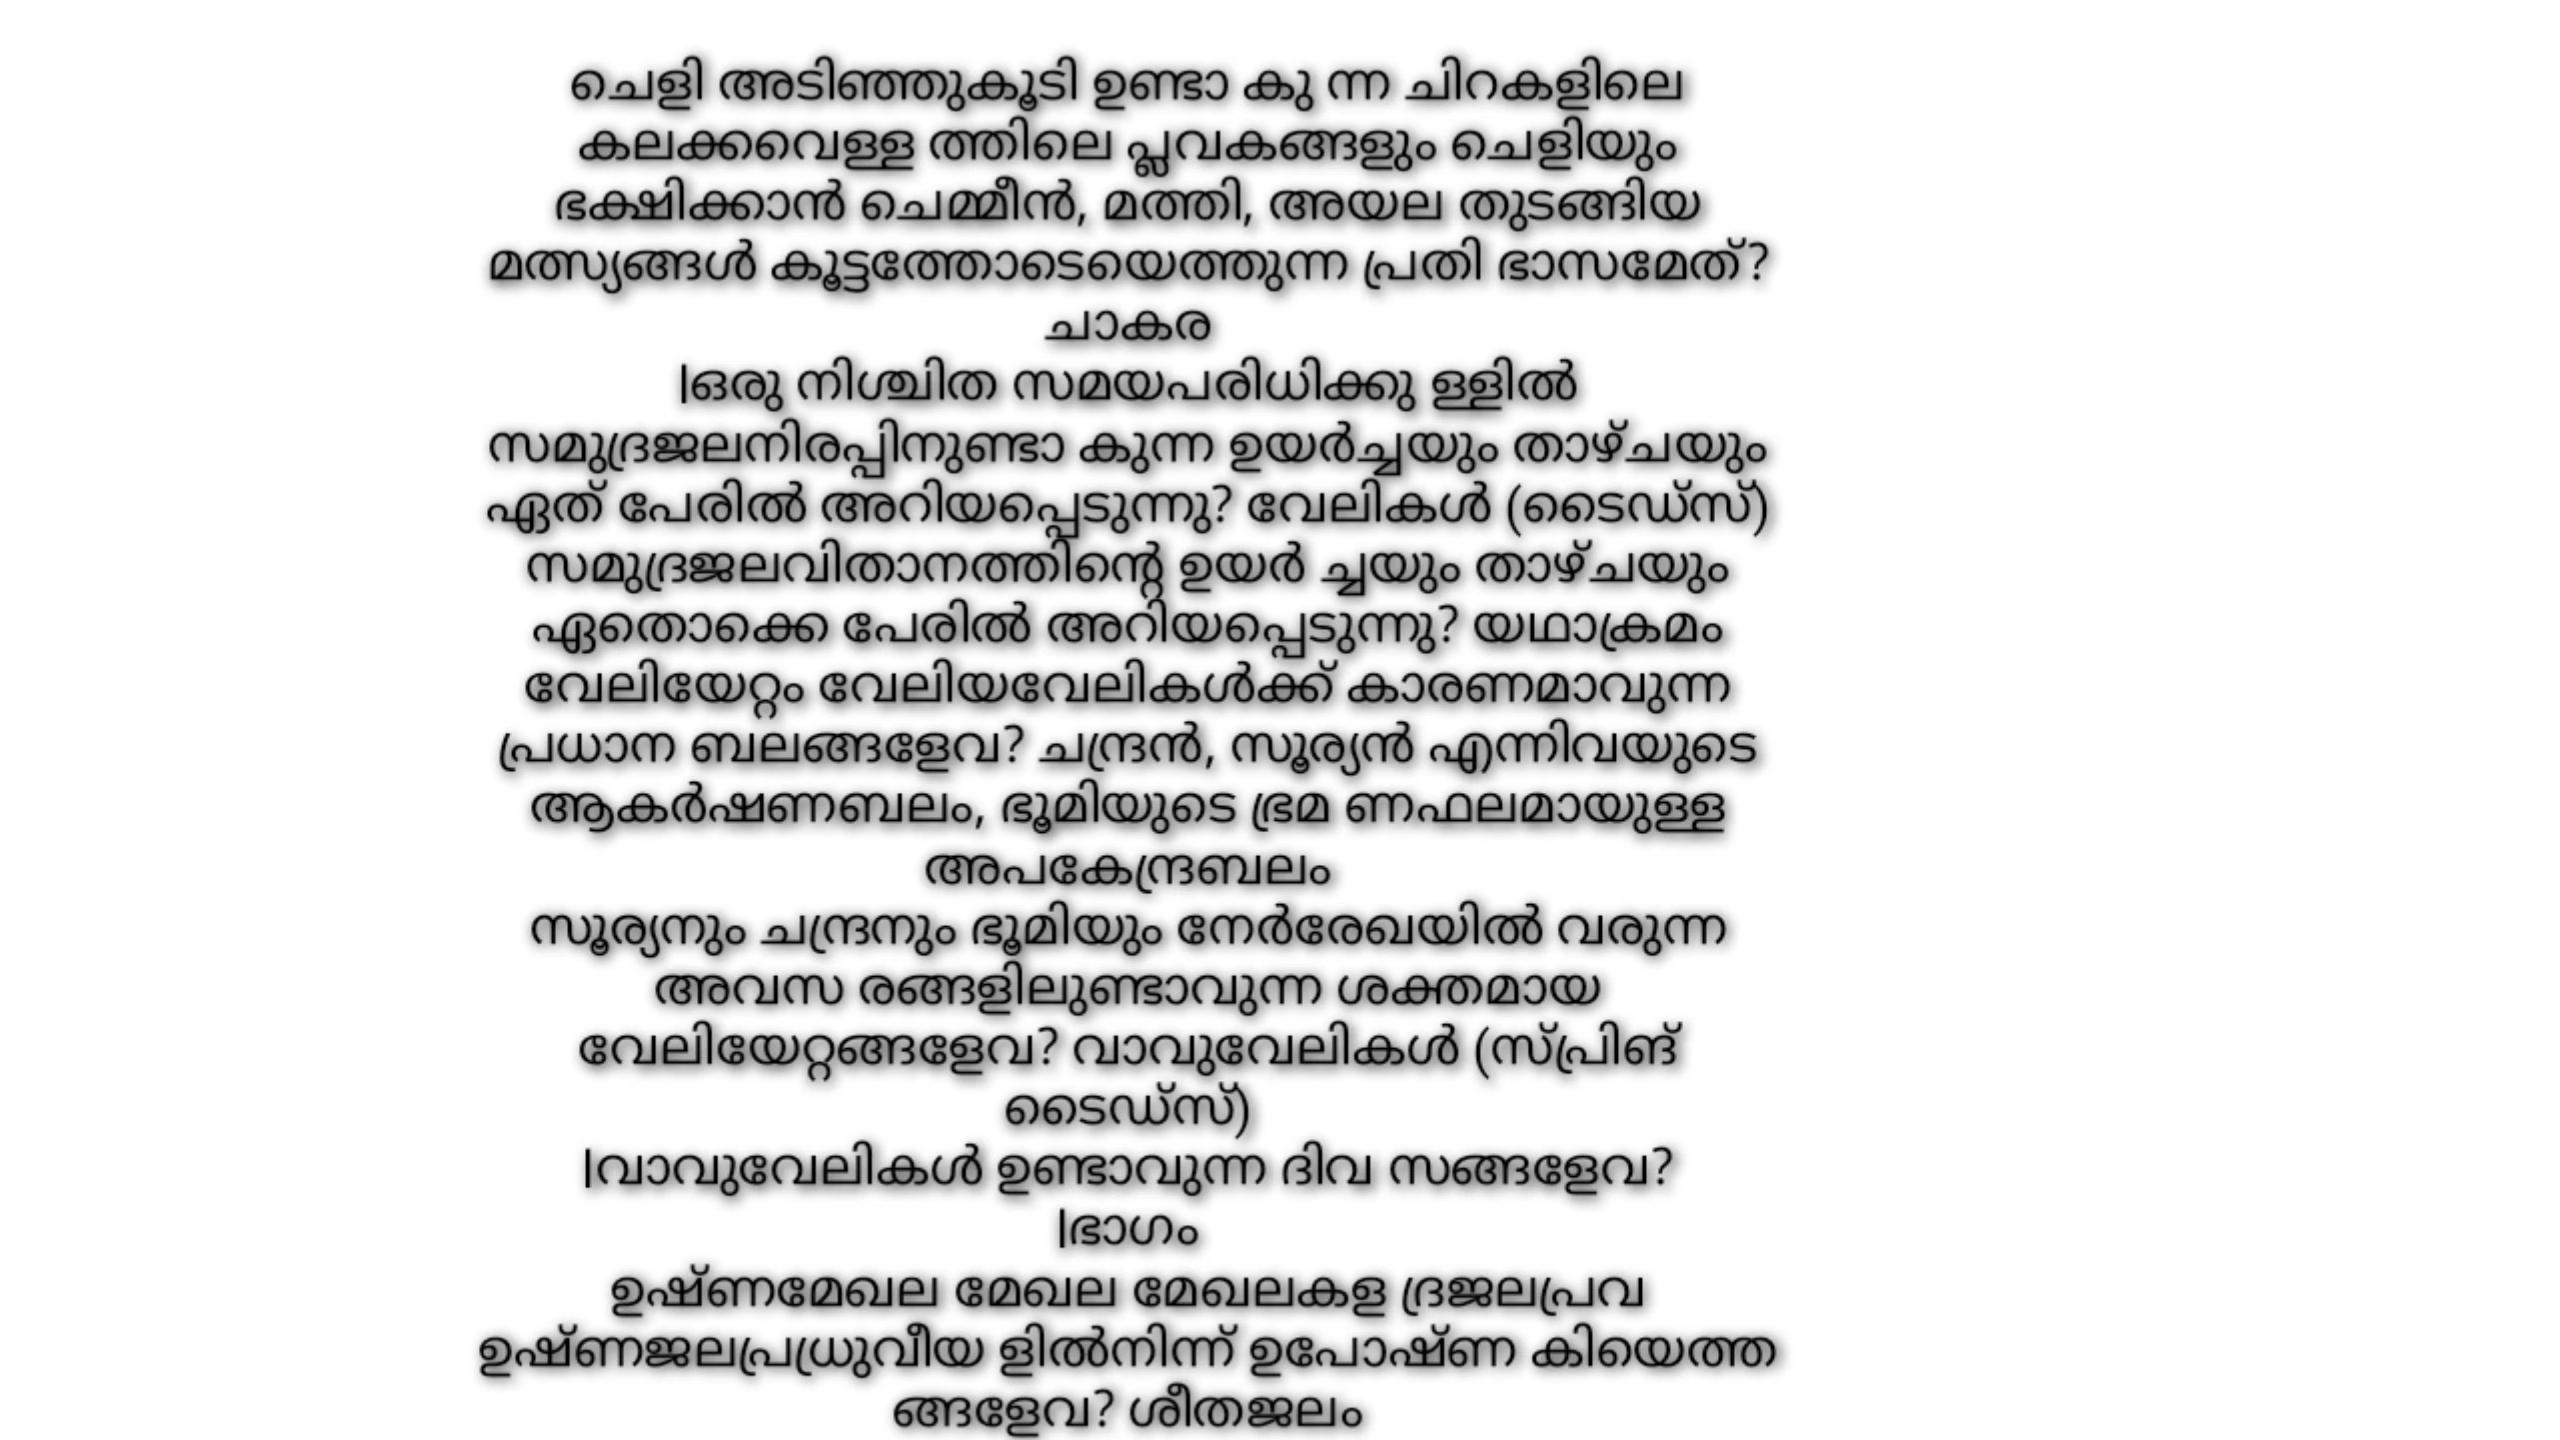 ചെളി അടിഞ്ഞുകൂടി ഉണ്ടാ കു ന്ന ചിറകളിലെ
കലക്കവെള്ള ത്തിലെ പ്ലവകങ്ങളും ചെളിയും
ഭക്ഷിക്കാൻ ചെമ്മീൻ, മത്തി, അയല തുടങ്ങിയ
മത്സ്യങ്ങൾ കൂട്ടത്തോടെയെത്തുന്ന പ്രതി ഭാസമേത്?
ചാകര
|ഒരു നിശ്ചിത സമയപരിധിക്കു ള്ളിൽ
സമുദ്രജലനിരപ്പിനുണ്ടാ കുന്ന ഉയർച്ചയും താഴ്ചയും
ഏത് പേരിൽ അറിയപ്പെടുന്നു? വേലികൾ (ടൈഡ്സ്)
സമുദ്രജലവിതാനത്തിന്റെ ഉയർ ച്ചയും താഴ്ചയും
ഏതൊക്കെ പേരിൽ അറിയപ്പെടുന്നു? യഥാക്രമം
വേലിയേറ്റം വേലിയവേലികൾക്ക് കാരണമാവുന്ന
പ്രധാന ബലങ്ങളേവ? ചന്ദ്രൻ, സൂര്യൻ എന്നിവയുടെ
ആകർഷണബലം, ഭൂമിയുടെ ഭ്രമ ണഫലമായുള്ള
അപകേന്ദ്രബലം
സൂര്യനും ചന്ദ്രനും ഭൂമിയും നേർരേഖയിൽ വരുന്ന
അവസ രങ്ങളിലുണ്ടാവുന്ന ശക്തമായ
വേലിയേറ്റങ്ങളേവ? വാവുവേലികൾ (സ്പ്രിങ്
ടൈഡ്സ്)
|വാവുവേലികൾ ഉണ്ടാവുന്ന ദിവ സങ്ങളേവ?
|ഭാഗം
ഉഷ്ണമേഖല മേഖല മേഖലകള ദ്രജലപ്രവ
ഉഷ്ണജലപ്രധ്രുവീയ ളിൽനിന്ന് ഉപോഷ്ണ കിയെത്ത
ങ്ങളേവ? ശീതജലം